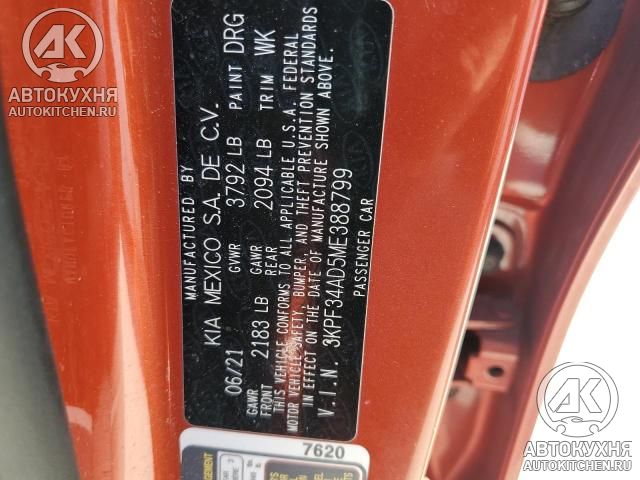 MANUFACTURED BY
KIA MEXICO S.A. DE C.V.
06/21 GVWR 3792 LB PAINT DRG
GAWR FRONT 2183 LB GAWR REAR 2094 LB TRIM WK
THIS VEHICLE CONFORMS TO ALL APPLICABLE U.S.A. FEDERAL
MOTOR VEHICLE SAFETY, BUMPER, AND THEFT PREVENTION STANDARDS
IN EFFECT ON THE DATE OF MANUFACTURE SHOWN ABOVE.
V.I.N. 3KPF34AD5ME388799
PASSENGER CAR
7620
АК
АВТОКУХНЯ
AUTOKITCHEN.RU
АК
АВТОКУХНЯ
AUTOKITCHEN.RU